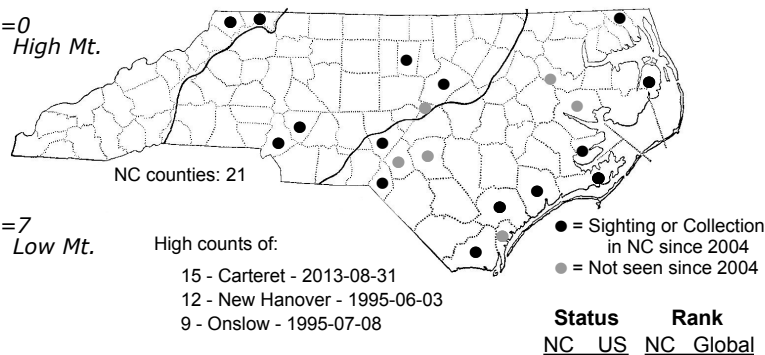 =0
High Mt.
NC counties: 21
=7
Low Mt.
High counts of:
15 - Carteret - 2013-08-31
12 - New Hanover - 1995-06-03
9 - Onslow - 1995-07-08
= Sighting or Collection
in NC since 2004
= Not seen since 2004
Status Rank
NC US NC Global